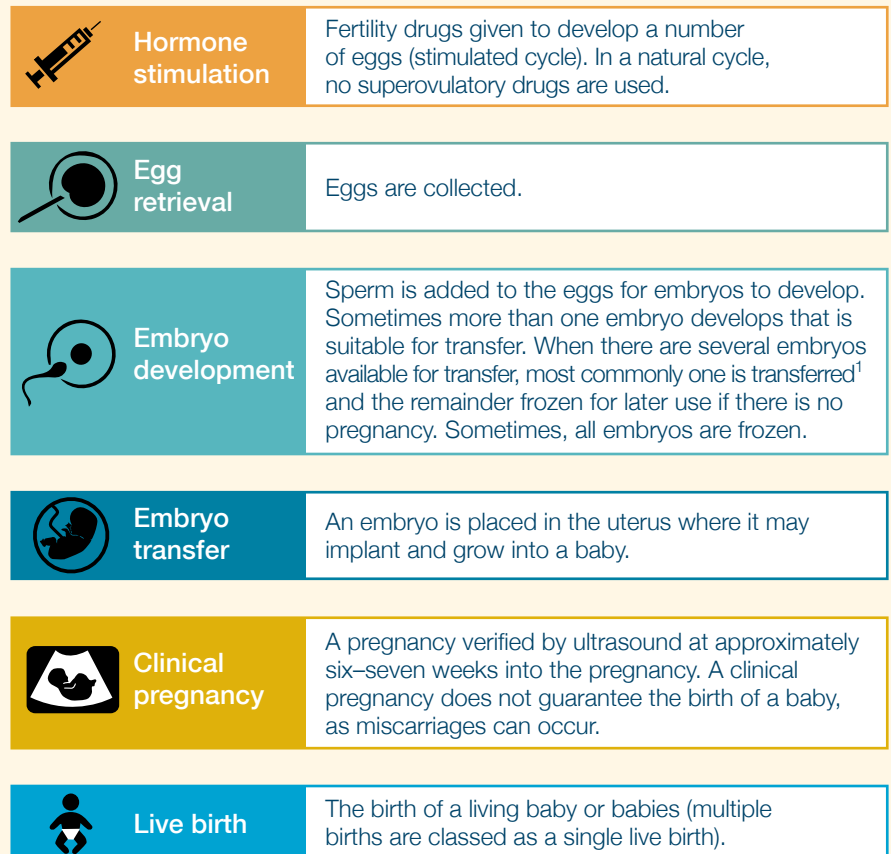 Hormone
stimulation
Fertility drugs given to develop a number
of eggs (stimulated cycle). In a natural cycle,
no superovulatory drugs are used.
Egg
retrieval
Eggs are collected.
Embryo
development
Sperm is added to the eggs for embryos to develop.
Sometimes more than one embryo develops that is
suitable for transfer. When there are several embryos
available for transfer, most commonly one is transferred¹
and the remainder frozen for later use if there is no
pregnancy. Sometimes, all embryos are frozen.
Embryo
transfer
An embryo is placed in the uterus where it may
implant and grow into a baby.
Clinical
pregnancy
A pregnancy verified by ultrasound at approximately
six–seven weeks into the pregnancy. A clinical
pregnancy does not guarantee the birth of a baby,
as miscarriages can occur.
Live birth
The birth of a living baby or babies (multiple
births are classed as a single live birth).